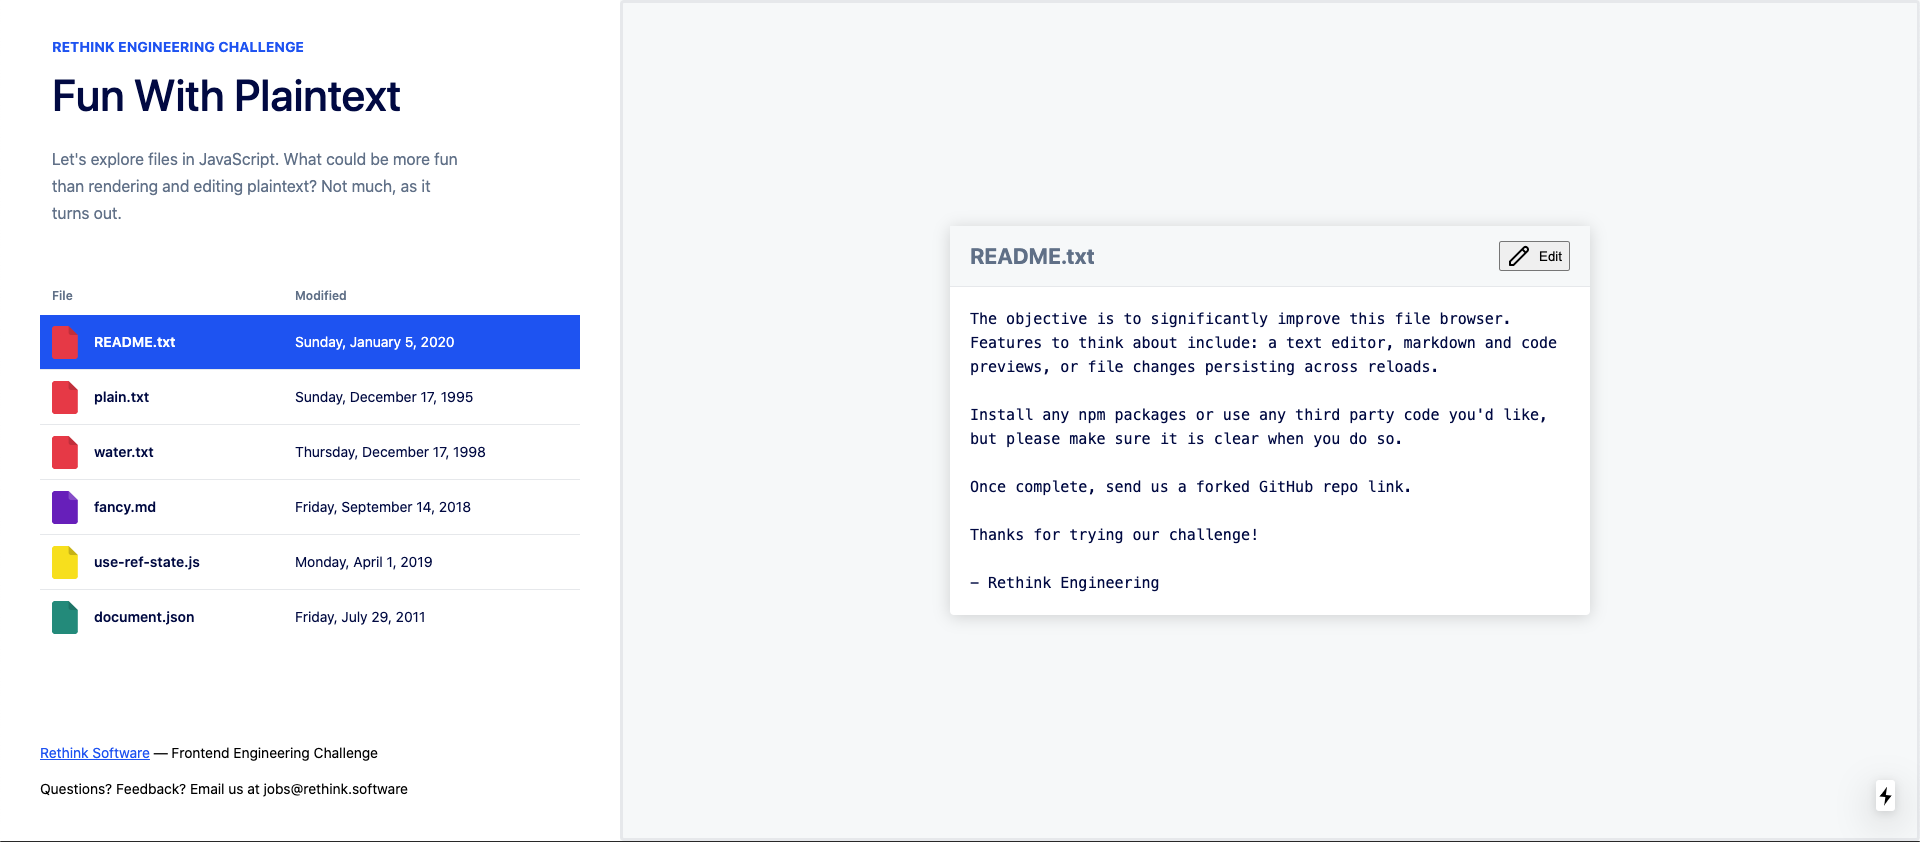 RETHINK ENGINEERING CHALLENGE
Fun With Plaintext
Let's explore files in JavaScript. What could be more fun
than rendering and editing plaintext? Not much, as it
turns out.
File Modified
README.txt Sunday, January 5, 2020
plain.txt Sunday, December 17, 1995
water.txt Thursday, December 17, 1998
fancy.md Friday, September 14, 2018
use-ref-state.js Monday, April 1, 2019
document.json Friday, July 29, 2011
Rethink Software — Frontend Engineering Challenge
Questions? Feedback? Email us at jobs@rethink.software
README.txt Edit
The objective is to significantly improve this file browser.
Features to think about include: a text editor, markdown and code
previews, or file changes persisting across reloads.
Install any npm packages or use any third party code you'd like,
but please make sure it is clear when you do so.
Once complete, send us a forked GitHub repo link.
Thanks for trying our challenge!
– Rethink Engineering